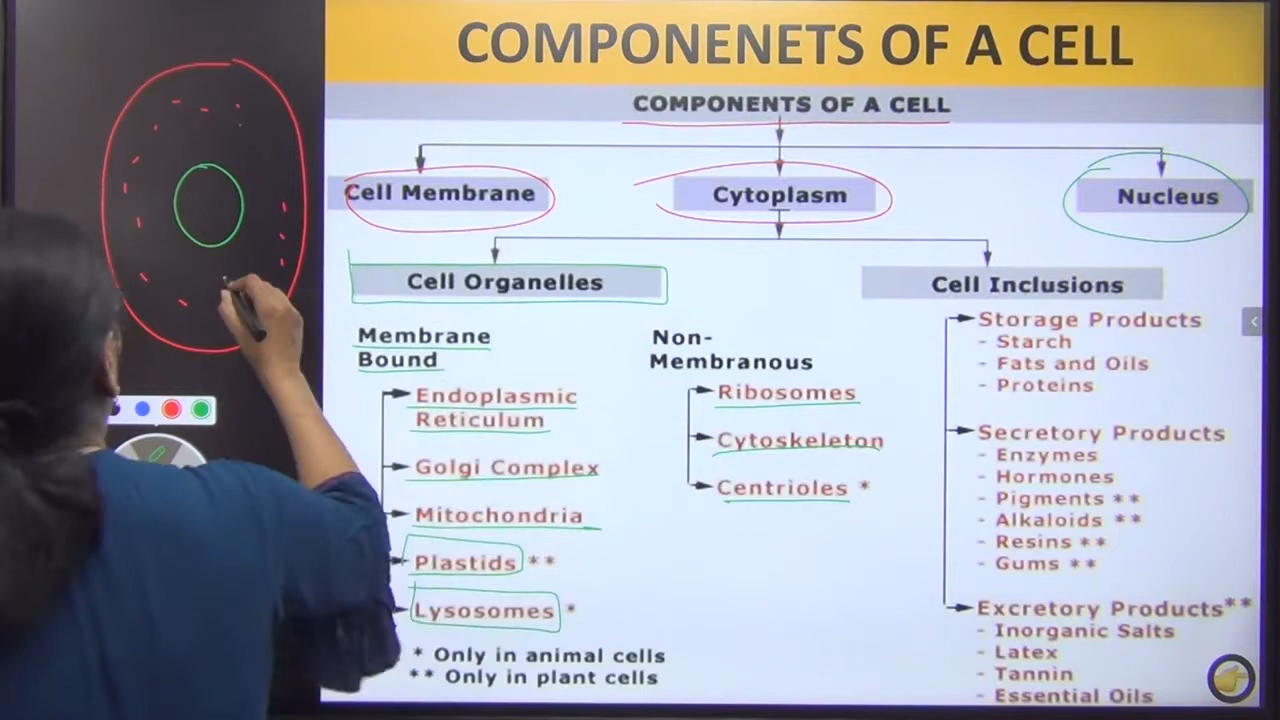 COMPONENETS OF A CELL
COMPONENTS OF A CELL
Cell Membrane
Cytoplasm
Nucleus
Cell Organelles
Cell Inclusions
Membrane
Bound
Endoplasmic
Reticulum
Golgi Complex
Mitochondria
Plastids **
Lysosomes *
Non-
Membranous
Ribosomes
Cytoskeleton
Centrioles *
Storage Products
- Starch
- Fats and Oils
- Proteins
Secretory Products
- Enzymes
- Hormones
- Pigments **
- Alkaloids **
- Resins **
- Gums **
Excretory Products**
- Inorganic Salts
- Latex
- Tannin
- Essential Oils
* Only in animal cells
** Only in plant cells